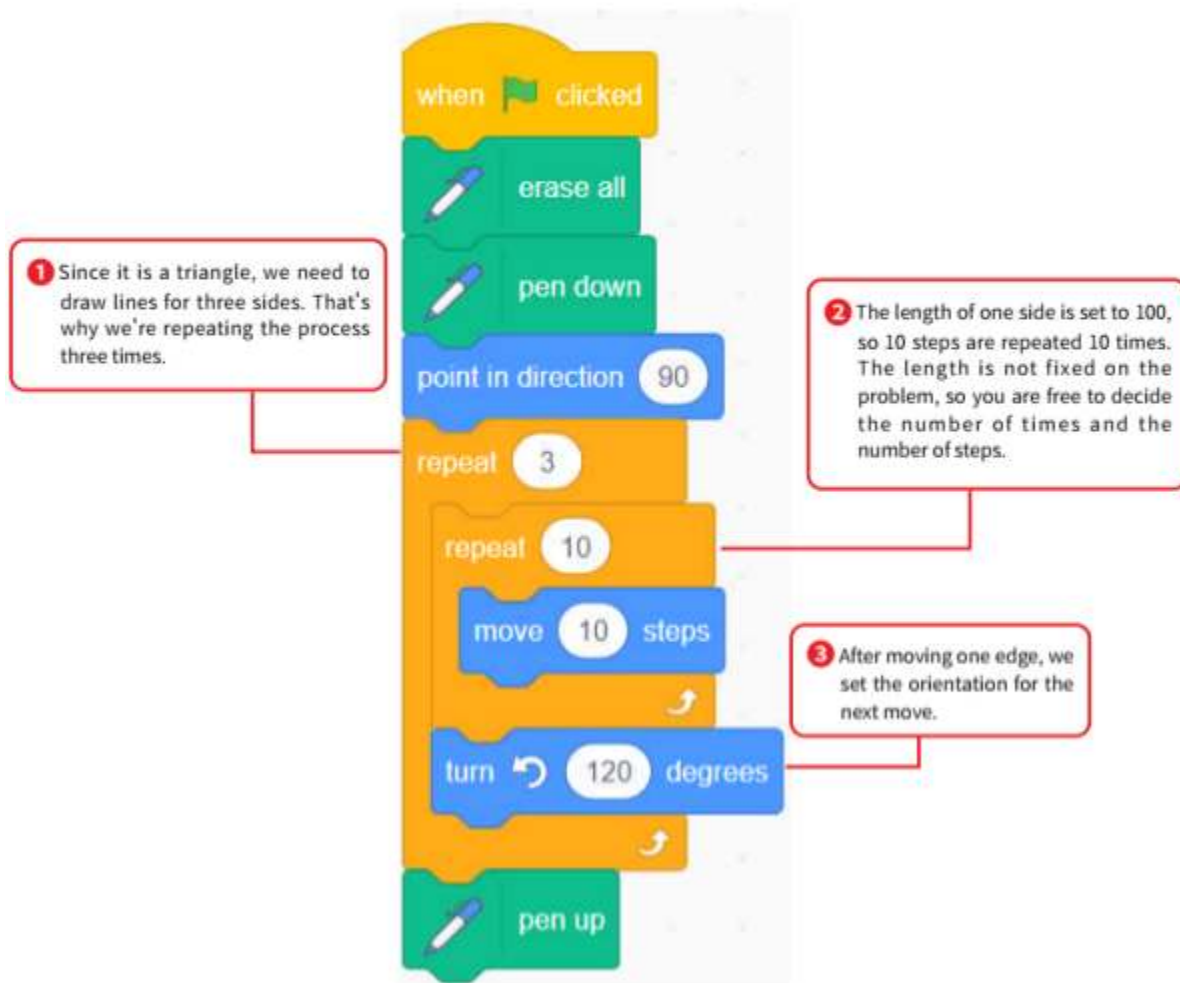 when clicked
erase all
pen down
point in direction 90
repeat 3
repeat 10
move 10 steps
turn 120 degrees
pen up
1 Since it is a triangle, we need to
draw lines for three sides. That's
why we're repeating the process
three times.
2 The length of one side is set to 100,
so 10 steps are repeated 10 times.
The length is not fixed on the
problem, so you are free to decide
the number of times and the
number of steps.
3 After moving one edge, we
set the orientation for the
next move.